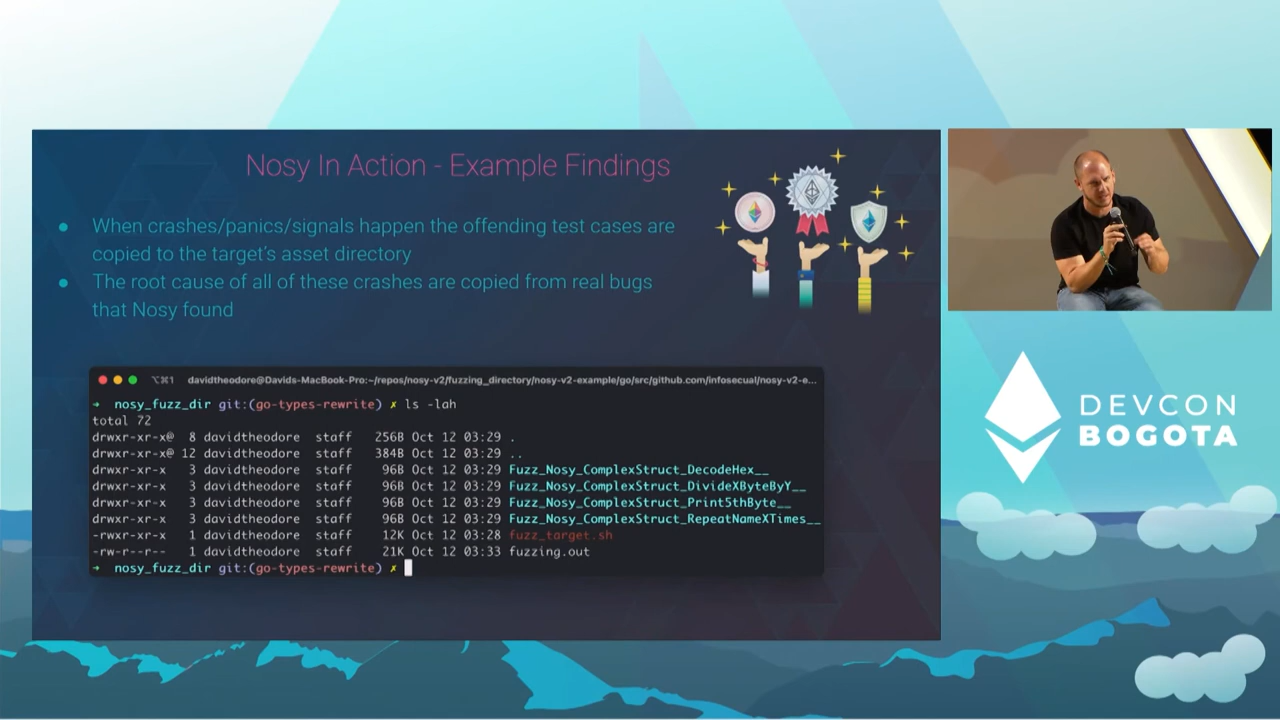 Nosy In Action - Example Findings
● When crashes/panics/signals happen the offending test cases are
copied to the target's asset directory
● The root cause of all of these crashes are copied from real bugs
that Nosy found
⌥⌘1 davidtheodore@Davids-MacBook-Pro:~/repos/nosy-v2/fuzzing_directory/nosy-v2-example/go/src/github.com/infosecual/nosy-v2-e...
➜ nosy_fuzz_dir git:(go-types-rewrite) ✗ ls -lah
total 72
drwxr-xr-x@ 8 davidtheodore staff 256B Oct 12 03:29 .
drwxr-xr-x@ 12 davidtheodore staff 384B Oct 12 03:29 ..
drwxr-xr-x 3 davidtheodore staff 96B Oct 12 03:29 Fuzz_Nosy_ComplexStruct_DecodeHex__
drwxr-xr-x 3 davidtheodore staff 96B Oct 12 03:29 Fuzz_Nosy_ComplexStruct_DivideXByteByY__
drwxr-xr-x 3 davidtheodore staff 96B Oct 12 03:29 Fuzz_Nosy_ComplexStruct_Print5thByte__
drwxr-xr-x 3 davidtheodore staff 96B Oct 12 03:29 Fuzz_Nosy_ComplexStruct_RepeatNameXTimes__
-rwxr-xr-x 1 davidtheodore staff 12K Oct 12 03:28 fuzz_target.sh
-rw-r--r-- 1 davidtheodore staff 21K Oct 12 03:33 fuzzing.out
➜ nosy_fuzz_dir git:(go-types-rewrite) ✗
DEVCON
BOGOTA